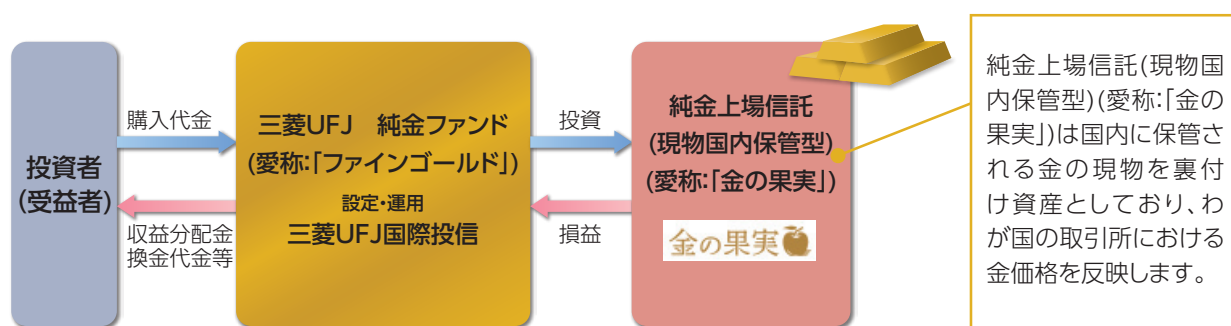 投資者
(受益者)
購入代金
収益分配金
換金代金等
三菱UFJ　純金ファンド
(愛称:「ファインゴールド」)
設定・運用
三菱UFJ国際投信
投資
損益
純金上場信託
(現物国内保管型)
(愛称:「金の果実」)
金の果実
純金上場信託(現物国
内保管型)(愛称:「金の
果実」)は国内に保管さ
れる金の現物を裏付
け資産としており、わ
が国の取引所における
金価格を反映します。